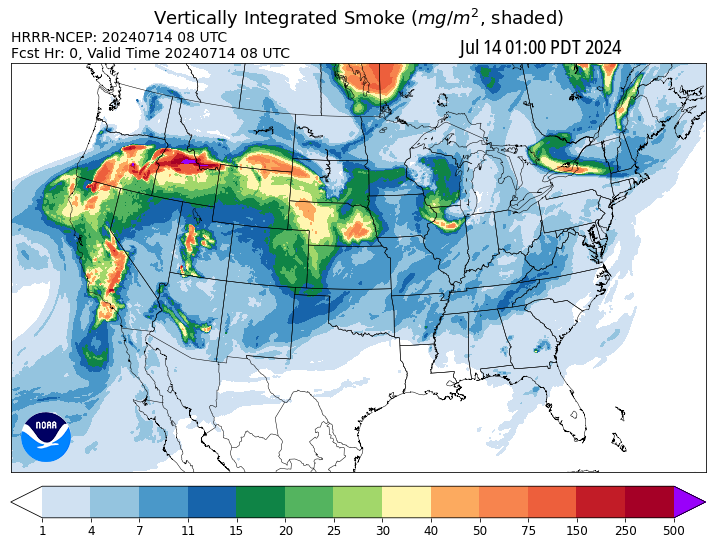 Vertically Integrated Smoke (mg/m², shaded)
HRRR-NCEP: 20240714 08 UTC
Fcst Hr: 0, Valid Time 20240714 08 UTC
Jul 14 01:00 PDT 2024
NOAA
1 4 7 11 15 20 25 30 40 50 75 150 250 500